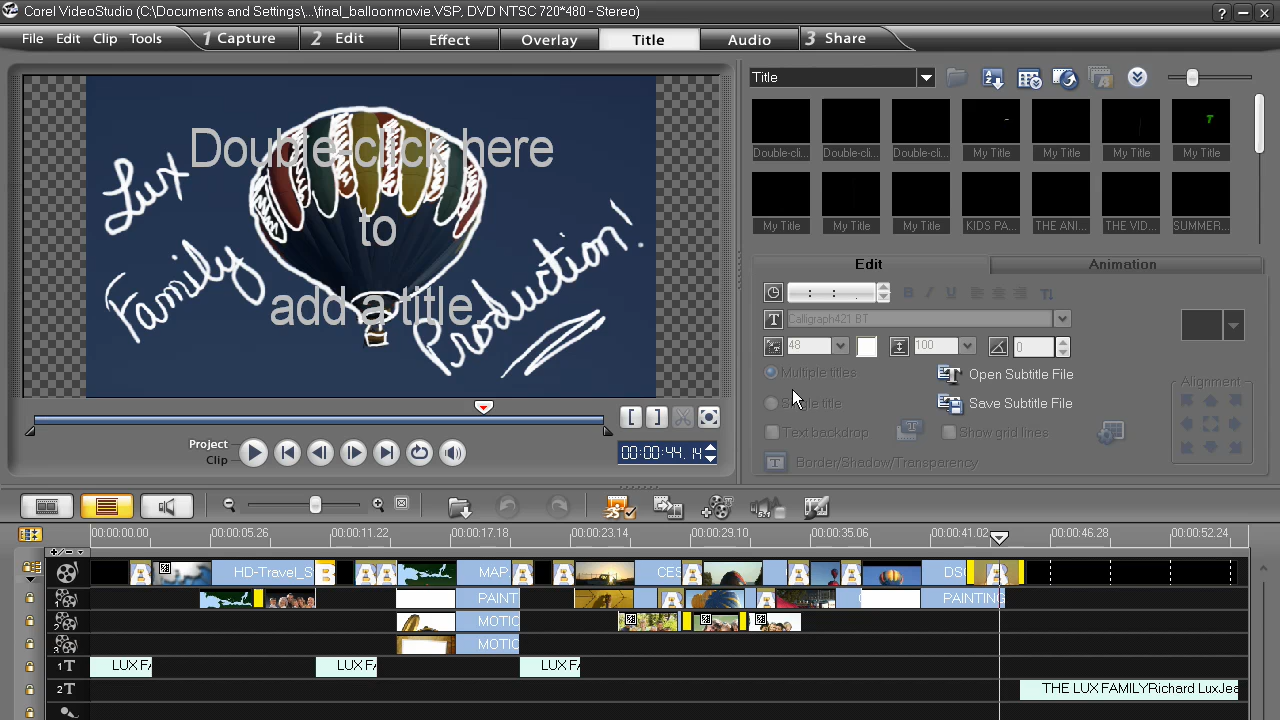 Corel VideoStudio (C:\Documents and Settings\...\final_balloonmovie.VSP, DVD NTSC 720*480 - Stereo)
File Edit Clip Tools 1 Capture 2 Edit Effect Overlay Title Audio 3 Share
Double-click here
to
add a title.
Lux
Family
Production!
Project
Clip
00:00:44.14
Title
Double-cli... Double-cli... Double-cli... My Title My Title My Title My Title
My Title My Title My Title KIDS PA... THE ANI... THE VID... SUMMER...
Edit Animation
: : .
B I U
Calligraph421 BT
48 100 0
Multiple titles Open Subtitle File
Single title Save Subtitle File
Text backdrop Show grid lines
Border/Shadow/Transparency
Alignment
00:00:00.00 00:00:05.26 00:00:11.22 00:00:17.18 00:00:23.14 00:00:29.10 00:00:35.06 00:00:41.02 00:00:46.28 00:00:52.24
HD-Travel_S B MAP CES DSC
PAINT PAINTING
MOTIC
MOTIC
1T LUX FA LUX FA LUX FA
2T THE LUX FAMILYRichard LuxJea